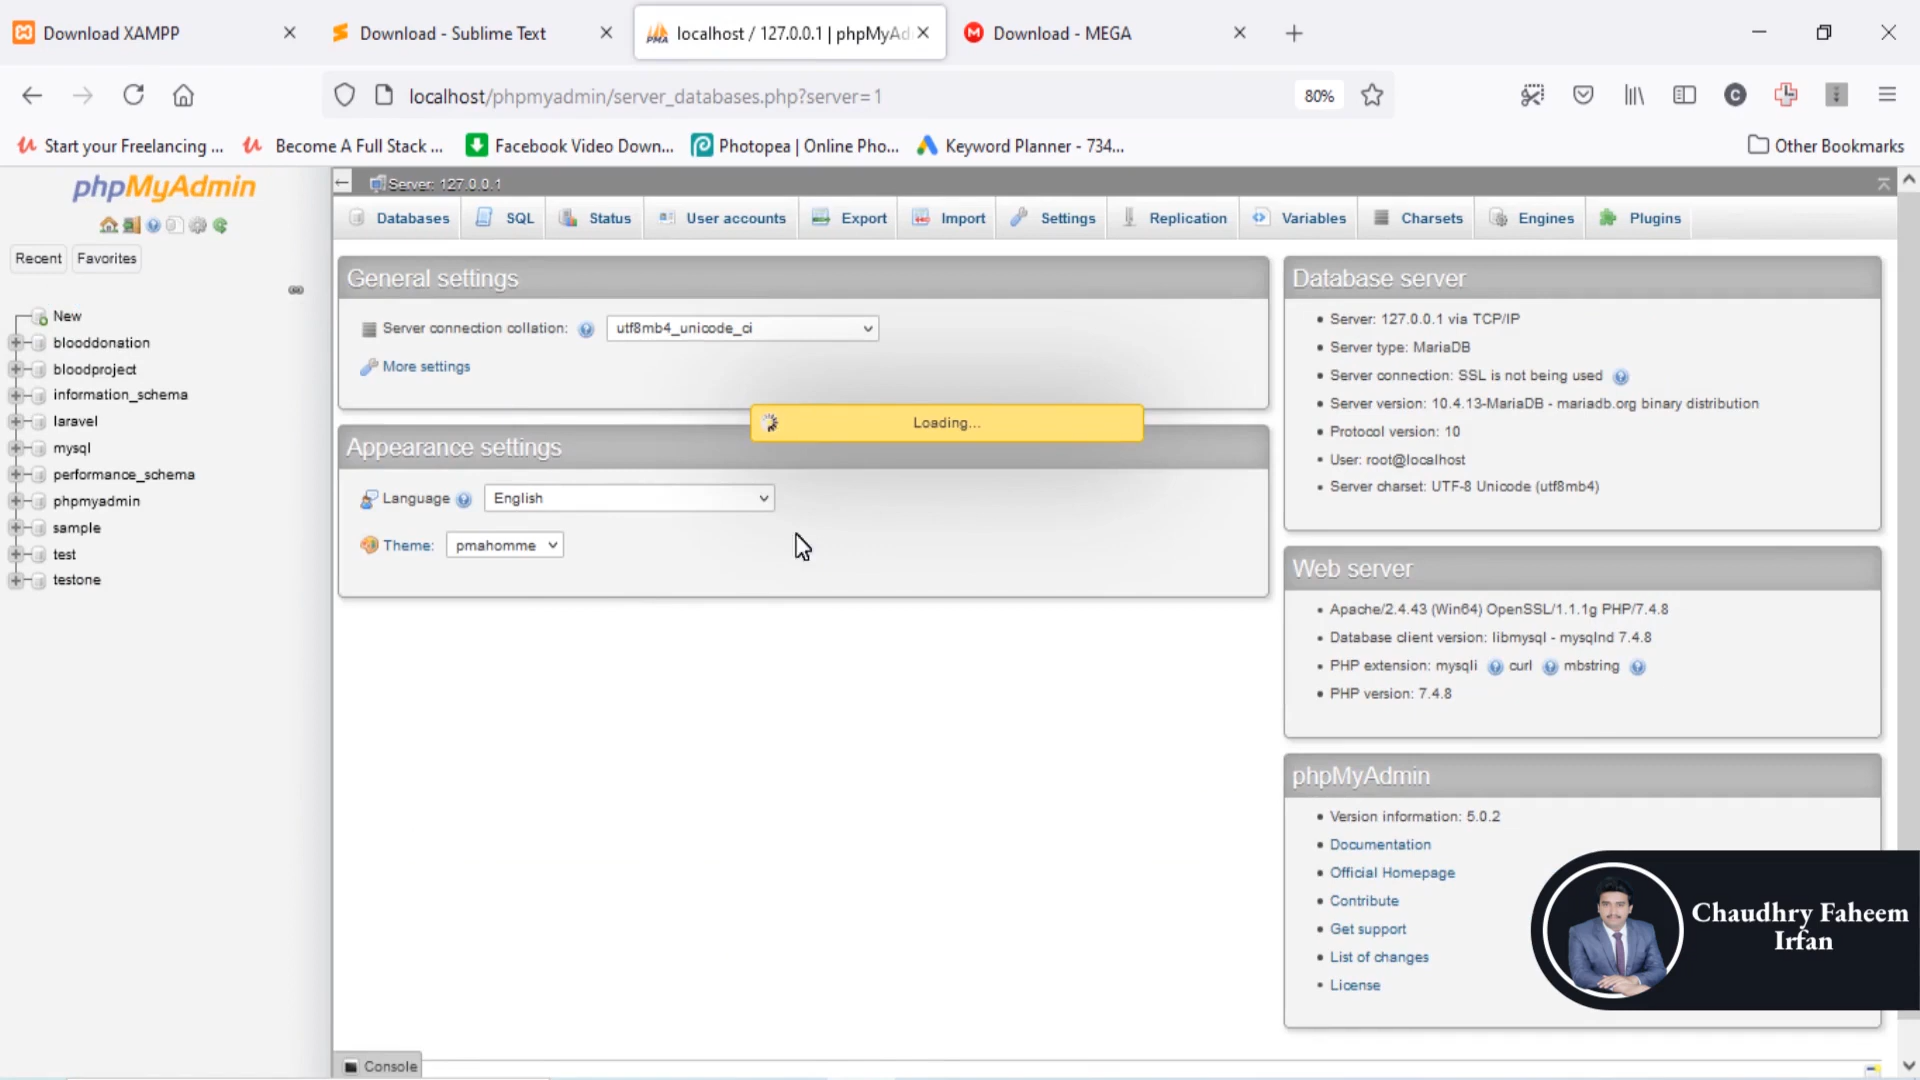 Download XAMPP
Download - Sublime Text
localhost / 127.0.0.1 | phpMyAd
Download - MEGA
localhost/phpmyadmin/server_databases.php?server=1
80%
Start your Freelancing ...
Become A Full Stack ...
Facebook Video Down...
Photopea | Online Pho...
Keyword Planner - 734...
Other Bookmarks
phpMyAdmin
Server: 127.0.0.1
Databases
SQL
Status
User accounts
Export
Import
Settings
Replication
Variables
Charsets
Engines
Plugins
Recent
Favorites
New
blooddonation
bloodproject
information_schema
laravel
mysql
performance_schema
phpmyadmin
sample
test
testone
General settings
Server connection collation:
utf8mb4_unicode_ci
More settings
Loading...
Appearance settings
Language
English
Theme:
pmahomme
Database server
Server: 127.0.0.1 via TCP/IP
Server type: MariaDB
Server connection: SSL is not being used
Server version: 10.4.13-MariaDB - mariadb.org binary distribution
Protocol version: 10
User: root@localhost
Server charset: UTF-8 Unicode (utf8mb4)
Web server
Apache/2.4.43 (Win64) OpenSSL/1.1.1g PHP/7.4.8
Database client version: libmysql - mysqlnd 7.4.8
PHP extension: mysqli curl mbstring
PHP version: 7.4.8
phpMyAdmin
Version information: 5.0.2
Documentation
Official Homepage
Contribute
Get support
List of changes
License
Chaudhry Faheem
Irfan
Console